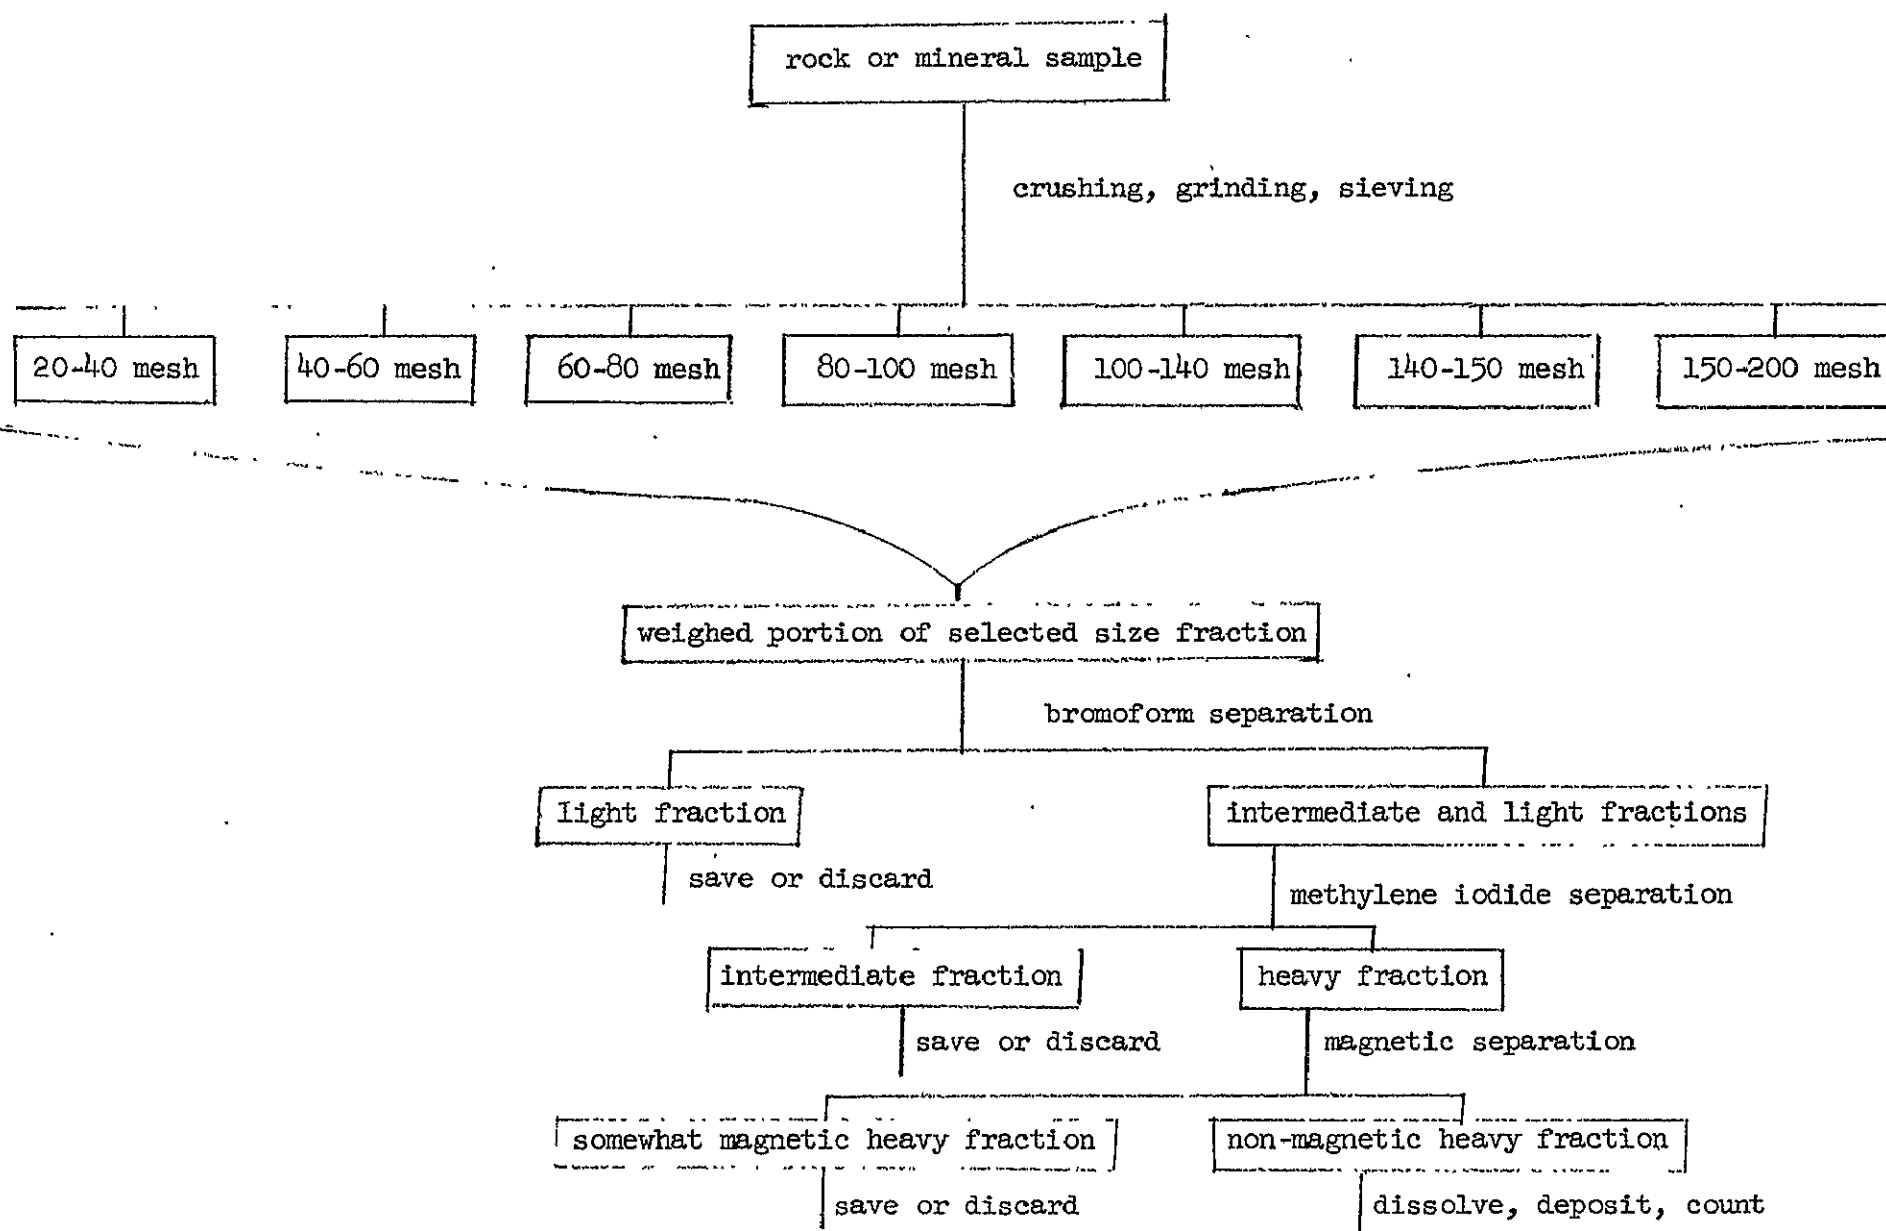 rock or mineral sample
crushing, grinding, sieving
20-40 mesh
40-60 mesh
60-80 mesh
80-100 mesh
100-140 mesh
140-150 mesh
150-200 mesh
weighed portion of selected size fraction
bromoform separation
light fraction
intermediate and light fractions
save or discard
methylene iodide separation
intermediate fraction
heavy fraction
save or discard
magnetic separation
somewhat magnetic heavy fraction
non-magnetic heavy fraction
save or discard
dissolve, deposit, count